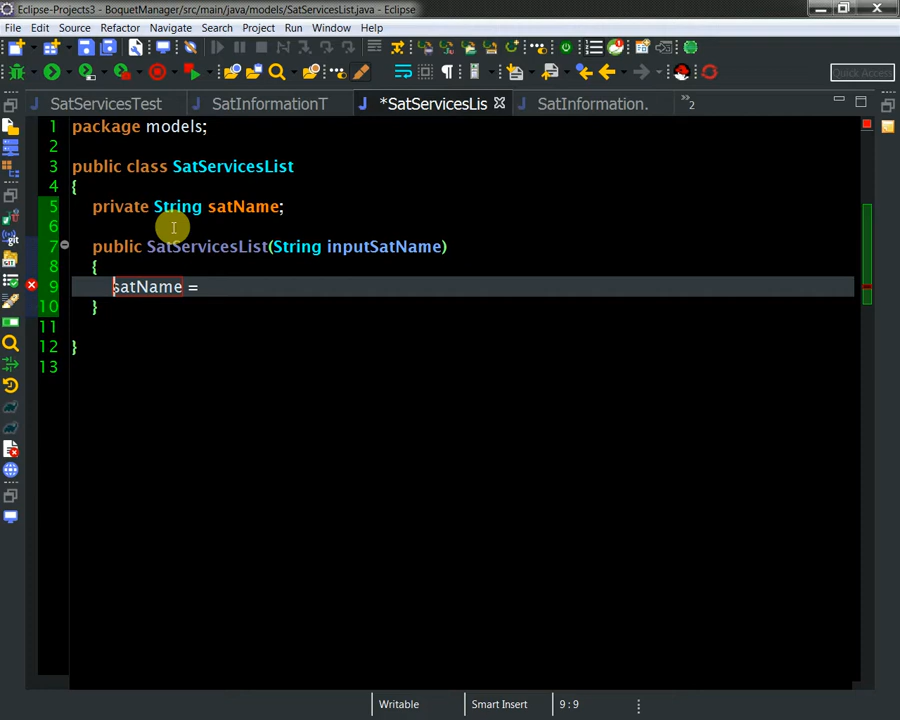 Eclipse-Projects3 - BoquetManager/src/main/java/models/SatServicesList.java - Eclipse
File Edit Source Refactor Navigate Search Project Run Window Help
Quick Access
SatServicesTest SatInformationT *SatServicesLis SatInformation. »2
1 package models;
2
3 public class SatServicesList
4 {
5 private String satName;
6
7 public SatServicesList(String inputSatName)
8 {
9 satName =
10 }
11
12 }
13
Writable Smart Insert 9 : 9